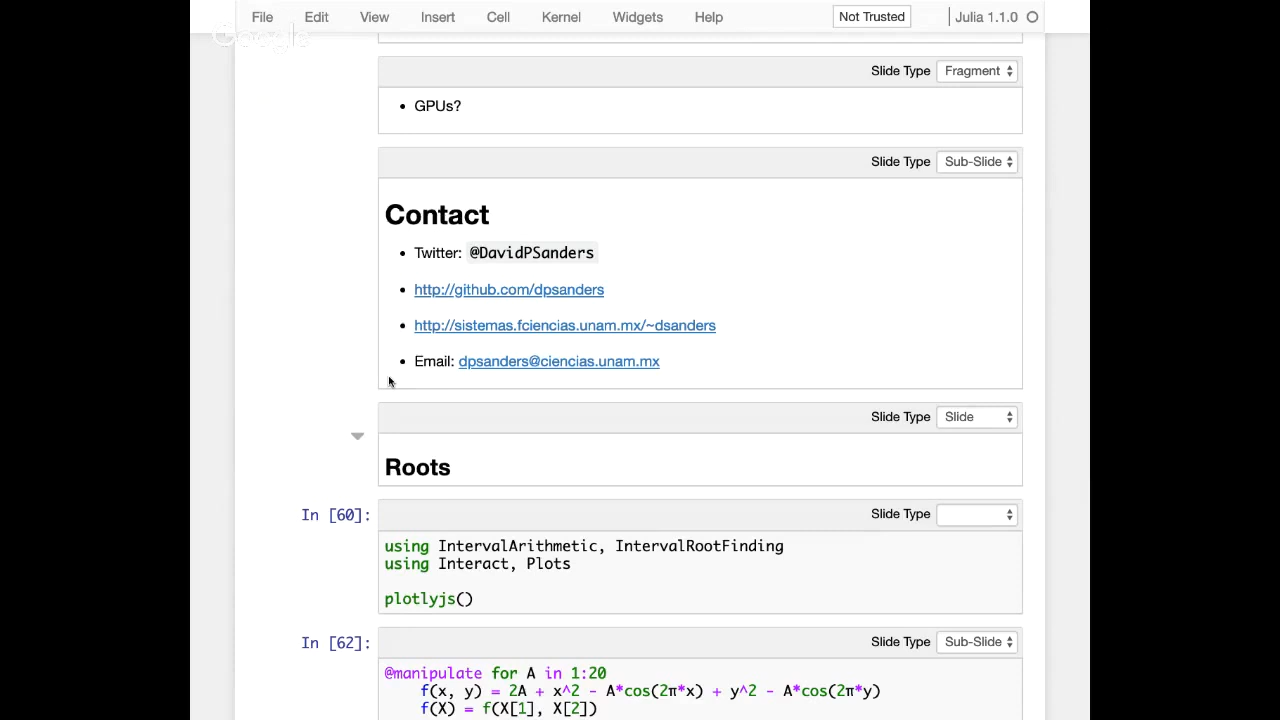 File Edit View Insert Cell Kernel Widgets Help Not Trusted Julia 1.1.0
Google
Slide Type Fragment
GPUs?
Slide Type Sub-Slide
Contact
Twitter: @DavidPSanders
http://github.com/dpsanders
http://sistemas.fciencias.unam.mx/~dsanders
Email: dpsanders@ciencias.unam.mx
Slide Type Slide
Roots
In [60]:
Slide Type
using IntervalArithmetic, IntervalRootFinding
using Interact, Plots
plotlyjs()
In [62]:
Slide Type Sub-Slide
@manipulate for A in 1:20
f(x, y) = 2A + x^2 - A*cos(2π*x) + y^2 - A*cos(2π*y)
f(X) = f(X[1], X[2])